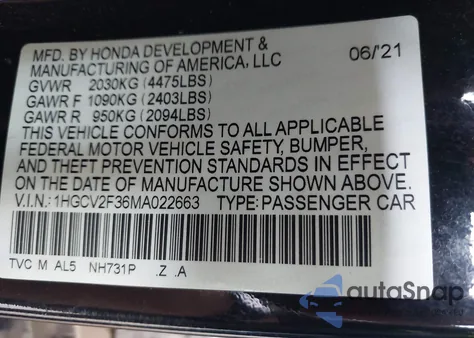 MFD. BY HONDA DEVELOPMENT & 06/'21
MANUFACTURING OF AMERICA, LLC
GVWR 2030KG (4475LBS)
GAWR F 1090KG (2403LBS)
GAWR R 950KG (2094LBS)
THIS VEHICLE CONFORMS TO ALL APPLICABLE
FEDERAL MOTOR VEHICLE SAFETY, BUMPER,
AND THEFT PREVENTION STANDARDS IN EFFECT
ON THE DATE OF MANUFACTURE SHOWN ABOVE.
V.I.N.: 1HGCV2F36MA022663 TYPE: PASSENGER CAR
TVC M AL5 NH731P .Z .A
autoSnap